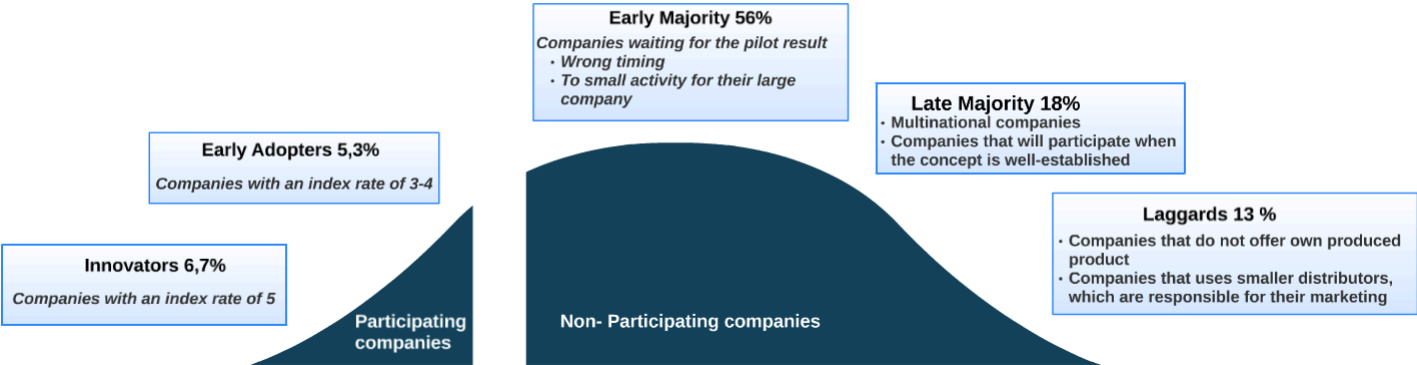 Early Majority 56%
Companies waiting for the pilot result
• Wrong timing
• To small activity for their large
company
Late Majority 18%
• Multinational companies
• Companies that will participate when
the concept is well-established
Early Adopters 5,3%
Companies with an index rate of 3-4
Laggards 13 %
• Companies that do not offer own produced
product
• Companies that uses smaller distributors,
which are responsible for their marketing
Innovators 6,7%
Companies with an index rate of 5
Participating
companies
Non- Participating companies